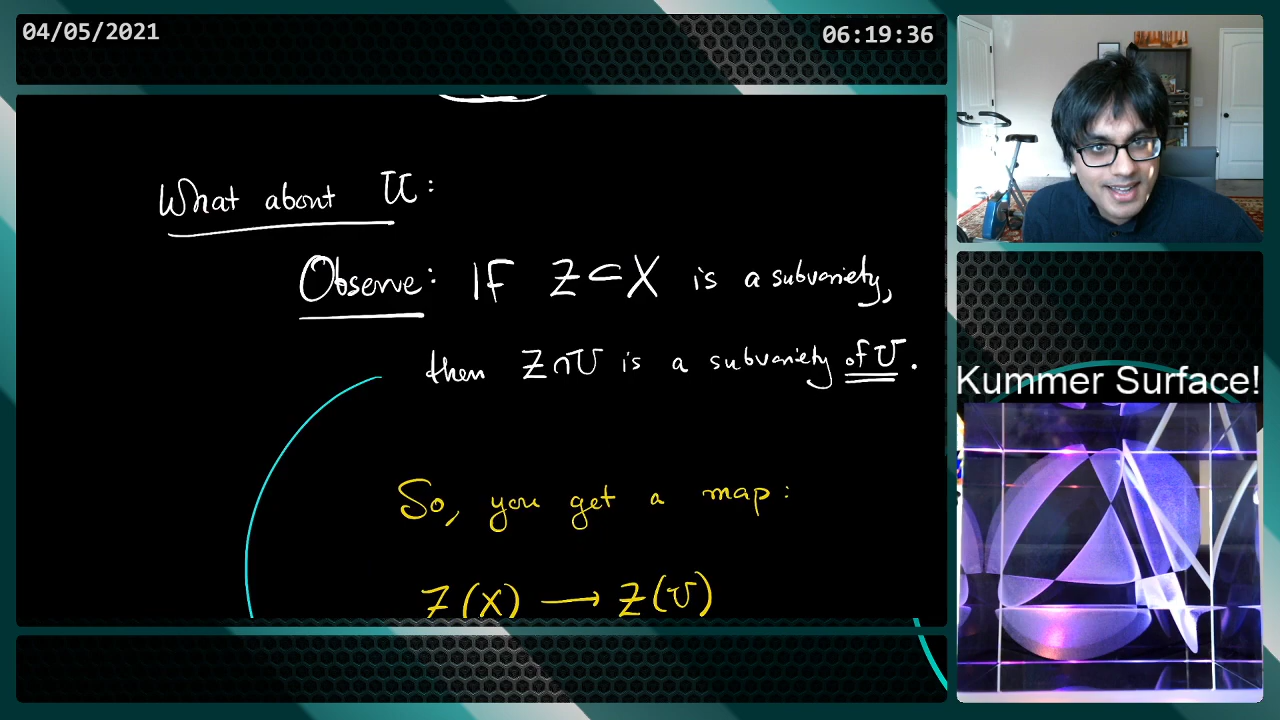 04/05/2021
06:19:36
What about U:
Observe: IF Z⊂X is a subvariety,
then Z∩U is a subvariety of U.
So, you get a map:
Z(X) → Z(U)
Kummer Surface!